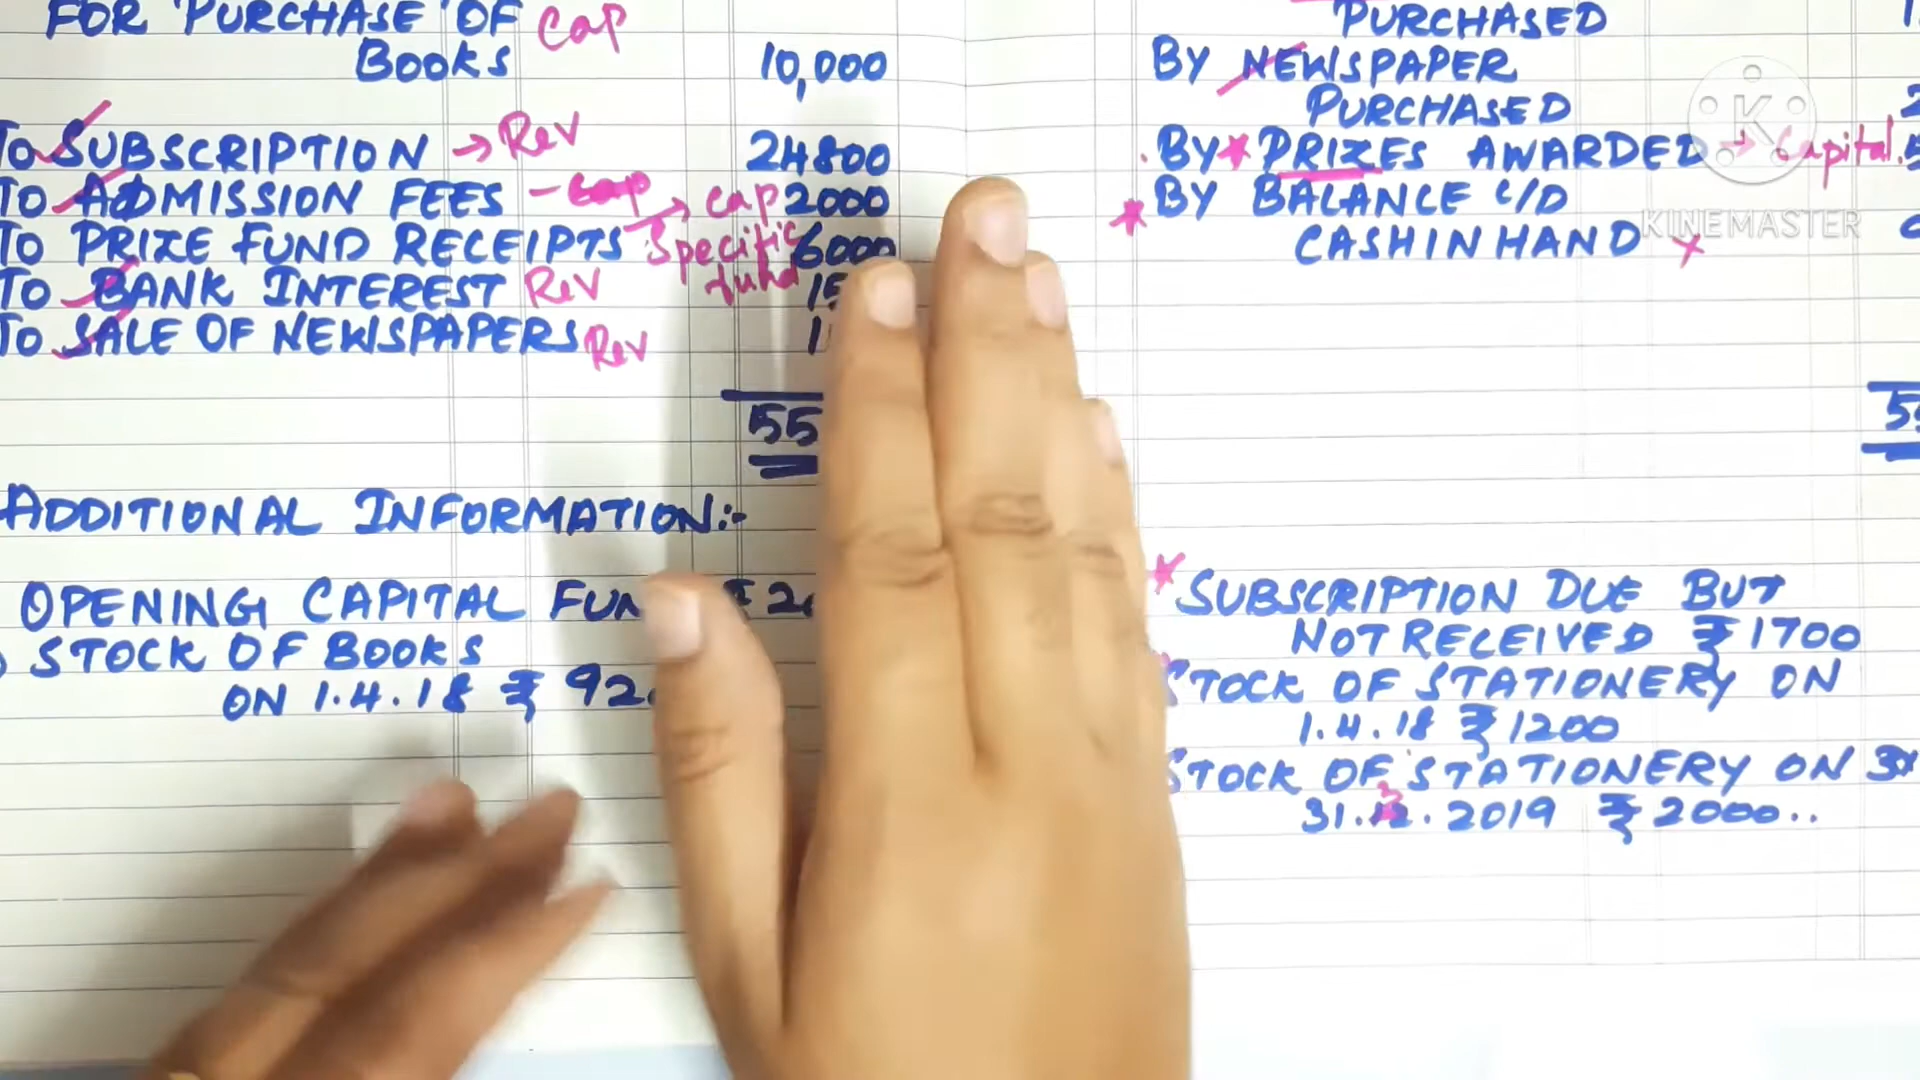 FOR PURCHASE OF Cap
BOOKS 10,000
TO SUBSCRIPTION → Rev 24800
TO ADMISSION FEES - Cap → cap 2000
TO PRIZE FUND RECEIPTS Specific fund 6000
TO BANK INTEREST Rev
TO SALE OF NEWSPAPERS Rev
ADDITIONAL INFORMATION:-
OPENING CAPITAL
STOCK OF BOOKS
ON 1.4.18 ₹
PURCHASED
BY NEWSPAPER
PURCHASED
BY PRIZES AWARDED → Capital.
BY BALANCE C/D
CASH IN HAND
SUBSCRIPTION DUE BUT
NOT RECEIVED ₹ 1700
STOCK OF STATIONERY ON
1.4.18 ₹ 1200
STOCK OF STATIONERY ON
2019 ₹ 2000..
KINEMASTER